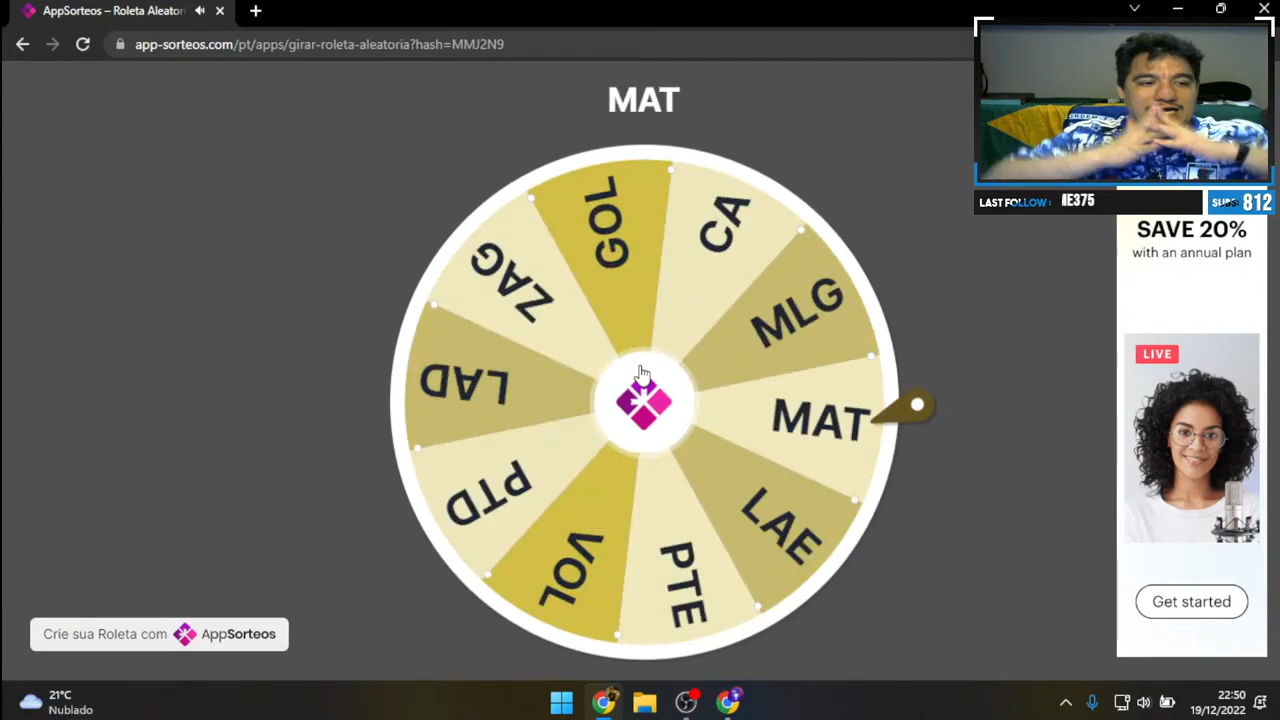 AppSorteos – Roleta Aleator
app-sorteos.com/pt/apps/girar-roleta-aleatoria?hash=MMJ2N9
MAT
GOL
CA
MLG
MAT
LAE
PTE
VOL
PTD
LAD
ZAG
LAST FOLLOW : IE375
SUBS: 812
SAVE 20%
with an annual plan
LIVE
Get started
Crie sua Roleta com AppSorteos
21°C
Nublado
22:50
19/12/2022